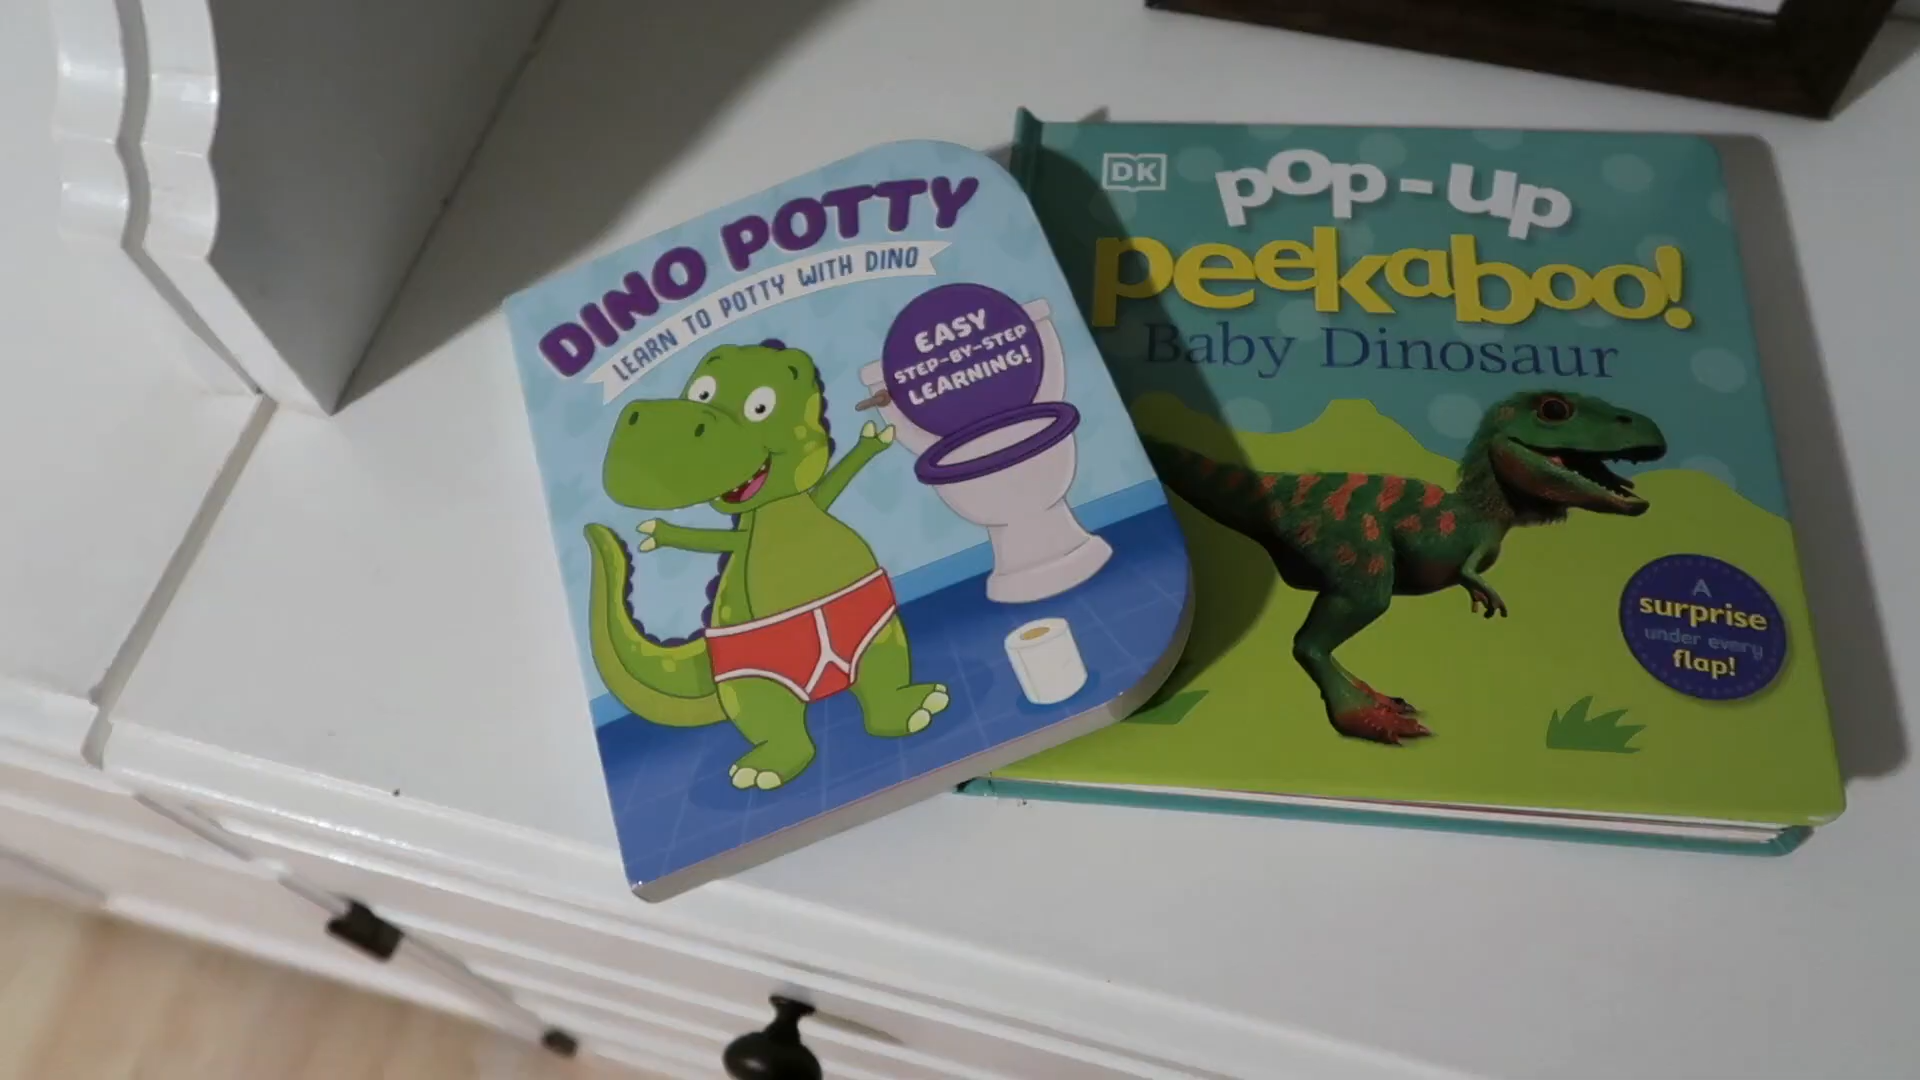 DINO POTTY
LEARN TO POTTY WITH DINO
EASY
STEP-BY-STEP
LEARNING!
DK
pop-up
peekaboo!
Baby Dinosaur
A
surprise
under every
flap!